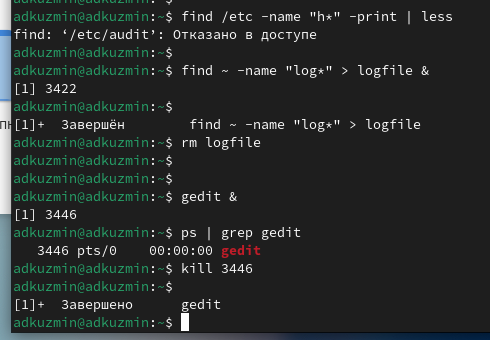 adkuzmin@adkuzmin:~$ find /etc -name "h*" -print | less
find: ‘/etc/audit’: Отказано в доступе
adkuzmin@adkuzmin:~$
adkuzmin@adkuzmin:~$ find ~ -name "log*" > logfile &
[1] 3422
adkuzmin@adkuzmin:~$
[1]+  Завершён        find ~ -name "log*" > logfile
adkuzmin@adkuzmin:~$ rm logfile
adkuzmin@adkuzmin:~$
adkuzmin@adkuzmin:~$
adkuzmin@adkuzmin:~$ gedit &
[1] 3446
adkuzmin@adkuzmin:~$ ps | grep gedit
   3446 pts/0    00:00:00 gedit
adkuzmin@adkuzmin:~$ kill 3446
adkuzmin@adkuzmin:~$
[1]+  Завершено      gedit
adkuzmin@adkuzmin:~$